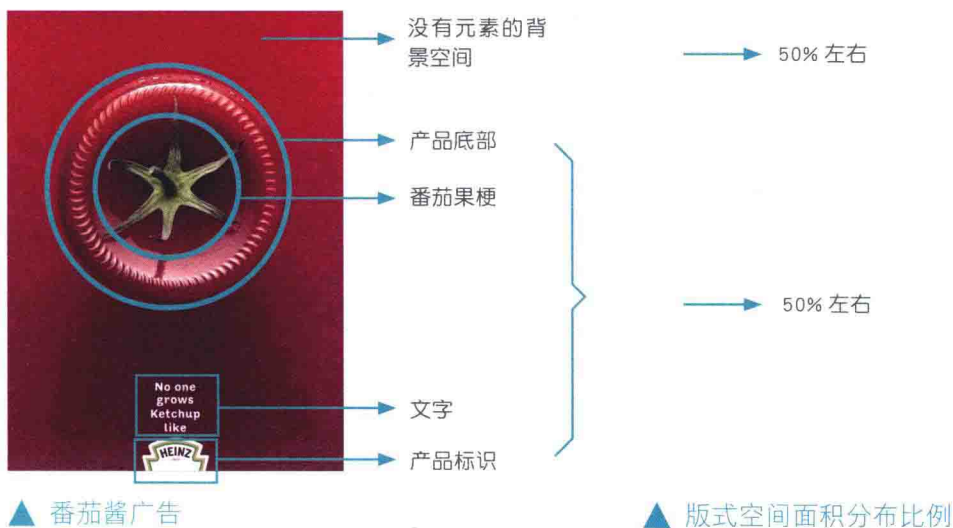 没有元素的背
景空间
50% 左右
产品底部
番茄果梗
50% 左右
No one
grows
Ketchup
like
HEINZ
文字
产品标识
番茄酱广告
版式空间面积分布比例